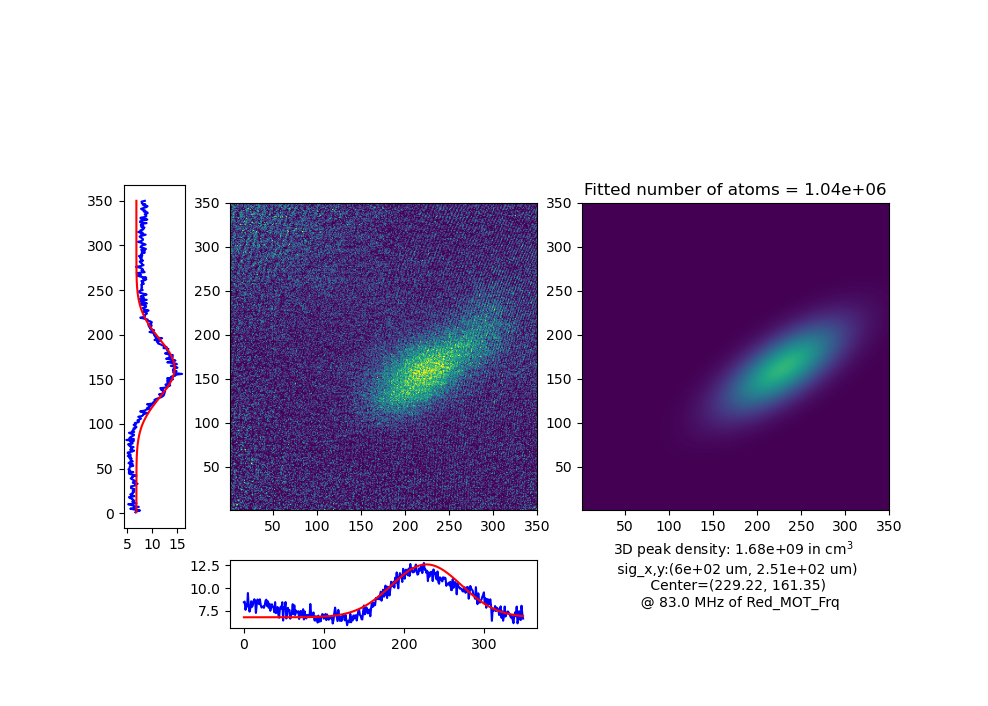 Fitted number of atoms = 1.04e+06
350
300
250
200
150
100
50
0
5 10 15
350
300
250
200
150
100
50
50 100 150 200 250 300 350
350
300
250
200
150
100
50
50 100 150 200 250 300 350
3D peak density: 1.68e+09 in cm³
sig_x,y:(6e+02 um, 2.51e+02 um)
Center=(229.22, 161.35)
@ 83.0 MHz of Red_MOT_Frq
12.5
10.0
7.5
0 100 200 300